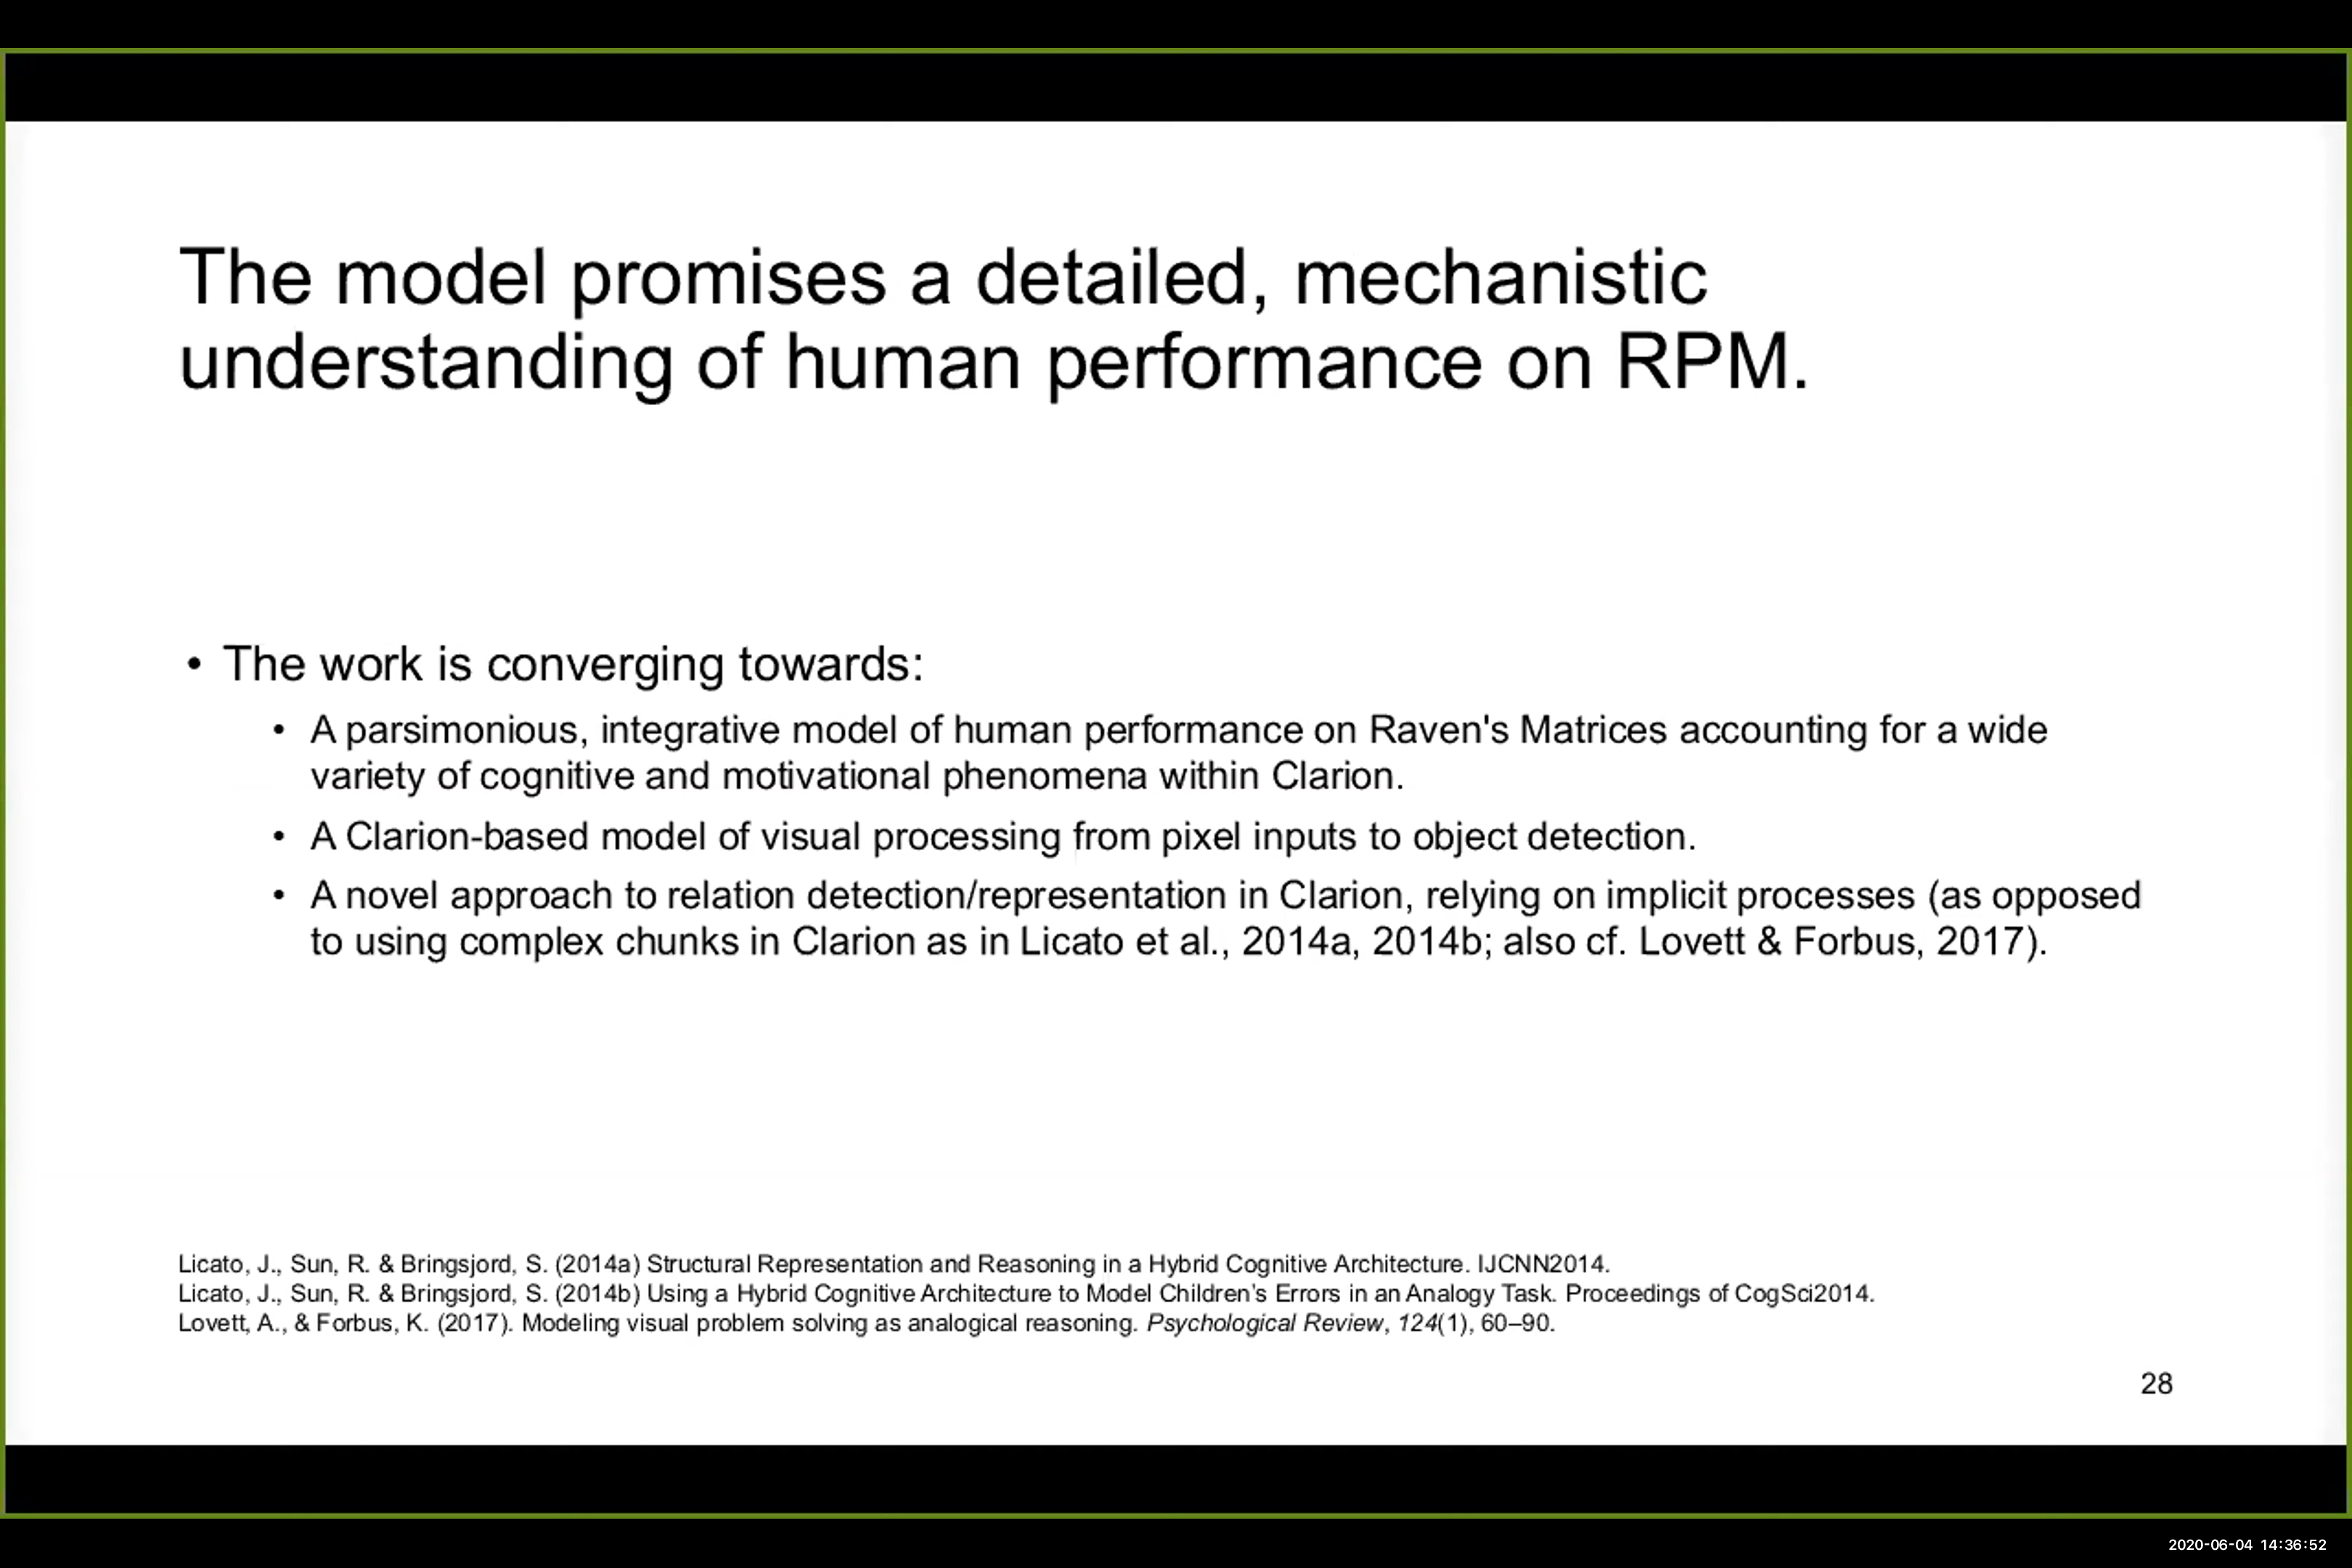 The model promises a detailed, mechanistic
understanding of human performance on RPM.
• The work is converging towards:
• A parsimonious, integrative model of human performance on Raven's Matrices accounting for a wide
variety of cognitive and motivational phenomena within Clarion.
• A Clarion-based model of visual processing from pixel inputs to object detection.
• A novel approach to relation detection/representation in Clarion, relying on implicit processes (as opposed
to using complex chunks in Clarion as in Licato et al., 2014a, 2014b; also cf. Lovett & Forbus, 2017).
Licato, J., Sun, R. & Bringsjord, S. (2014a) Structural Representation and Reasoning in a Hybrid Cognitive Architecture. IJCNN2014.
Licato, J., Sun, R. & Bringsjord, S. (2014b) Using a Hybrid Cognitive Architecture to Model Children's Errors in an Analogy Task. Proceedings of CogSci2014.
Lovett, A., & Forbus, K. (2017). Modeling visual problem solving as analogical reasoning. Psychological Review, 124(1), 60–90.
28
2020-06-04 14:36:52